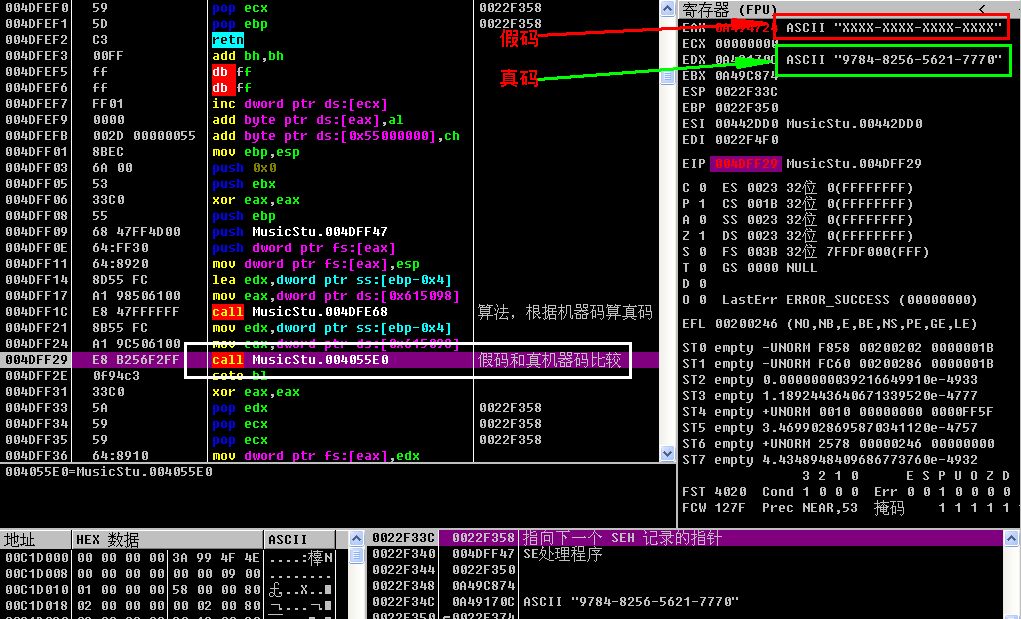 004DFEF0 59 pop ecx 0022F358
004DFEF1 5D pop ebp 0022F358
004DFEF2 C3 retn
004DFEF3 00FF add bh,bh
004DFEF5 ff db ff
004DFEF6 ff db ff
004DFEF7 FF01 inc dword ptr ds:[ecx]
004DFEF9 0000 add byte ptr ds:[eax],al
004DFEFB 002D 00000055 add byte ptr ds:[0x55000000],ch
004DFF01 8BEC mov ebp,esp
004DFF03 6A 00 push 0x0
004DFF05 53 push ebx
004DFF06 33C0 xor eax,eax
004DFF08 55 push ebp
004DFF09 68 47FF4D00 push MusicStu.004DFF47
004DFF0E 64:FF30 push dword ptr fs:[eax]
004DFF11 64:8920 mov dword ptr fs:[eax],esp
004DFF14 8D55 FC lea edx,dword ptr ss:[ebp-0x4]
004DFF17 A1 98506100 mov eax,dword ptr ds:[0x615098]
004DFF1C E8 47FFFFFF call MusicStu.004DFE68 算法，根据机器码算真码
004DFF21 8B55 FC mov edx,dword ptr ss:[ebp-0x4]
004DFF24 A1 9C506100 mov eax,dword ptr ds:[0x61509C]
004DFF29 E8 B256F2FF call MusicStu.004055E0 假码和真机器码比较
004DFF2E 0f94c3 sete bl
004DFF31 33C0 xor eax,eax
004DFF33 5A pop edx 0022F358
004DFF34 59 pop ecx 0022F358
004DFF35 59 pop ecx 0022F358
004DFF36 64:8910 mov dword ptr fs:[eax],edx
004055E0=MusicStu.004055E0
假码
真码
寄存器 (FPU) <
EAX ASCII "XXXX-XXXX-XXXX-XXXX"
ECX 00000000
EDX ASCII "9784-8256-5621-7770"
EBX 0A49C874
ESP 0022F33C
EBP 0022F350
ESI 00442DD0 MusicStu.00442DD0
EDI 0022F4F0
EIP 004DFF29 MusicStu.004DFF29
C 0 ES 0023 32位 0(FFFFFFFF)
P 1 CS 001B 32位 0(FFFFFFFF)
A 0 SS 0023 32位 0(FFFFFFFF)
Z 1 DS 0023 32位 0(FFFFFFFF)
S 0 FS 003B 32位 7FFDF000(FFF)
T 0 GS 0000 NULL
D 0
O 0 LastErr ERROR_SUCCESS (00000000)
EFL 00200246 (NO,NB,E,BE,NS,PE,GE,LE)
ST0 empty -UNORM F858 00200202 0000001B
ST1 empty -UNORM FC60 00200286 0000001B
ST2 empty 0.0000000039216649910e-4933
ST3 empty 1.1892443640671339520e-4777
ST4 empty +UNORM 0010 00000000 0000FF5F
ST5 empty 3.4699028695870341120e-4757
ST6 empty +UNORM 2578 00000246 00000000
ST7 empty 4.4348948409686773760e-4932
3 2 1 0 E S P U O Z D
FST 4020 Cond 1 0 0 0 Err 0 0 1 0 0 0 0
FCW 127F Prec NEAR,53 掩码 1 1 1 1 1
地址 HEX 数据 ASCII
00C1D000 00 00 00 00 3A 99 4F 4E
00C1D008 00 00 00 00 00 00 09 00 ........
00C1D010 01 00 00 00 58 00 00 80
00C1D018 02 00 00 00 00 02 00 80
0022F33C 0022F358 指向下一个 SEH 记录的指针
0022F340 004DFF47 SE处理程序
0022F344 0022F350
0022F348 0A49C874
0022F34C 0A49170C ASCII "9784-8256-5621-7770"
0022F350 0022F374